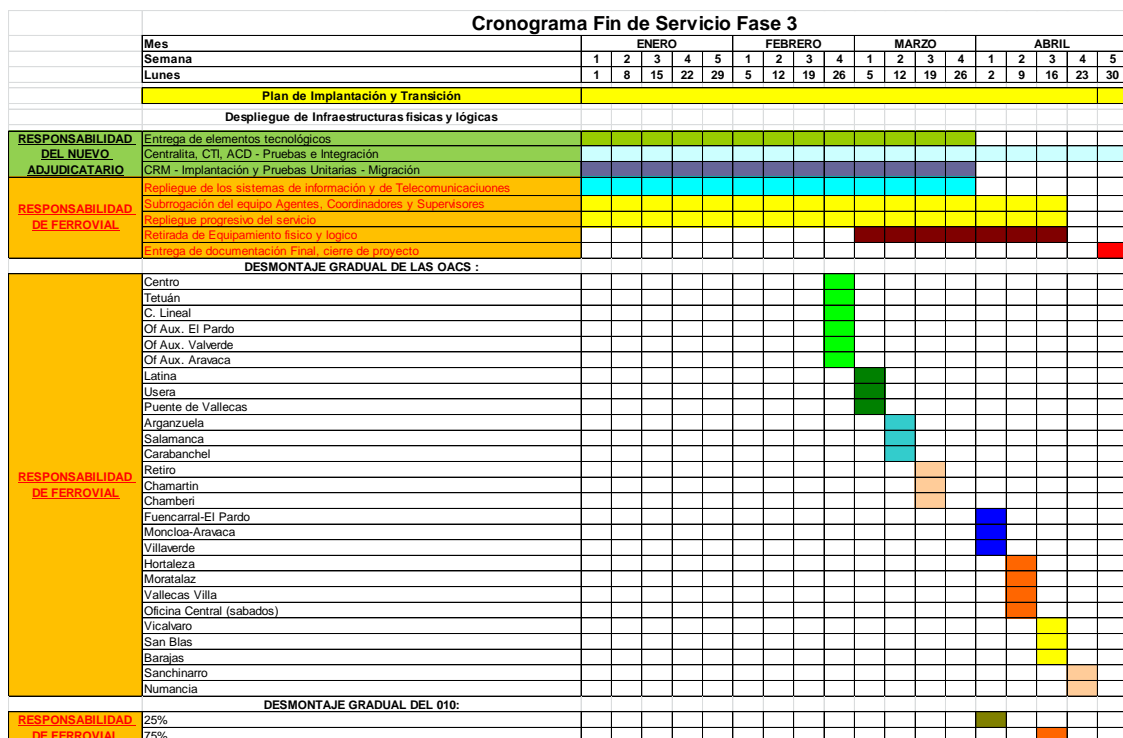 Cronograma Fin de Servicio Fase 3
Mes ENERO FEBRERO MARZO ABRIL
Semana 1 2 3 4 5 1 2 3 4 1 2 3 4 1 2 3 4 5
Lunes 1 8 15 22 29 5 12 19 26 5 12 19 26 2 9 16 23 30
Plan de Implantación y Transición
Despliegue de Infraestructuras fisicas y lógicas
RESPONSABILIDAD DEL NUEVO ADJUDICATARIO
Entrega de elementos tecnológicos
Centralita, CTI, ACD - Pruebas e Integración
CRM - Implantación y Pruebas Unitarias - Migración
RESPONSABILIDAD DE FERROVIAL
Repliegue de los sistemas de información y de Telecomunicaciuones
Subrrogación del equipo Agentes, Coordinadores y Supervisores
Repliegue progresivo del servicio
Retirada de Equipamiento fisico y logico
Entrega de documentación Final, cierre de proyecto
DESMONTAJE GRADUAL DE LAS OACS :
RESPONSABILIDAD DE FERROVIAL
Centro
Tetuán
C. Lineal
Of Aux. El Pardo
Of Aux. Valverde
Of Aux. Aravaca
Latina
Usera
Puente de Vallecas
Arganzuela
Salamanca
Carabanchel
Retiro
Chamartin
Chamberi
Fuencarral-El Pardo
Moncloa-Aravaca
Villaverde
Hortaleza
Moratalaz
Vallecas Villa
Oficina Central (sabados)
Vicalvaro
San Blas
Barajas
Sanchinarro
Numancia
DESMONTAJE GRADUAL DEL 010:
RESPONSABILIDAD DE FERROVIAL
25%
75%